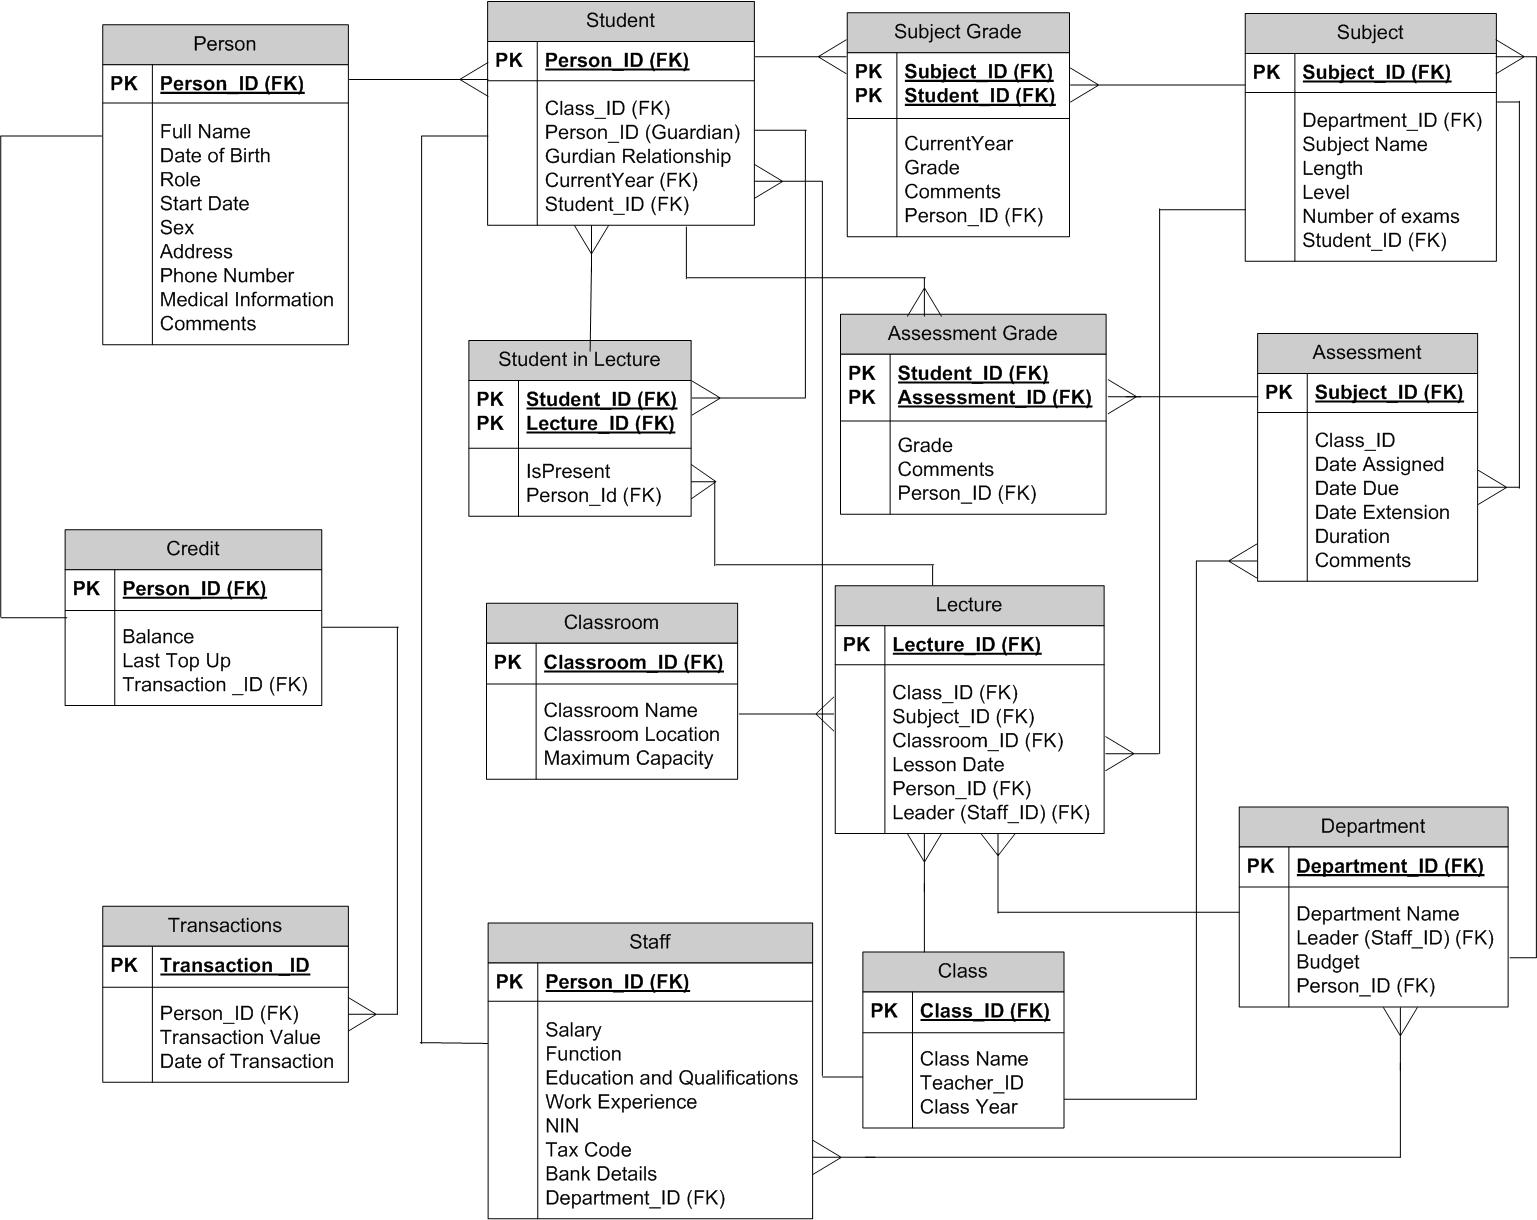 Person
PK Person_ID (FK)
Full Name
Date of Birth
Role
Start Date
Sex
Address
Phone Number
Medical Information
Comments
Student
PK Person_ID (FK)
Class_ID (FK)
Person_ID (Guardian)
Gurdian Relationship
CurrentYear (FK)
Student_ID (FK)
Subject Grade
PK Subject_ID (FK)
PK Student_ID (FK)
CurrentYear
Grade
Comments
Person_ID (FK)
Subject
PK Subject_ID (FK)
Department_ID (FK)
Subject Name
Length
Level
Number of exams
Student_ID (FK)
Student in Lecture
PK Student_ID (FK)
PK Lecture_ID (FK)
IsPresent
Person_Id (FK)
Assessment Grade
PK Student_ID (FK)
PK Assessment_ID (FK)
Grade
Comments
Person_ID (FK)
Assessment
PK Subject_ID (FK)
Class_ID
Date Assigned
Date Due
Date Extension
Duration
Comments
Credit
PK Person_ID (FK)
Balance
Last Top Up
Transaction _ID (FK)
Classroom
PK Classroom_ID (FK)
Classroom Name
Classroom Location
Maximum Capacity
Lecture
PK Lecture_ID (FK)
Class_ID (FK)
Subject_ID (FK)
Classroom_ID (FK)
Lesson Date
Person_ID (FK)
Leader (Staff_ID) (FK)
Department
PK Department_ID (FK)
Department Name
Leader (Staff_ID) (FK)
Budget
Person_ID (FK)
Transactions
PK Transaction _ID
Person_ID (FK)
Transaction Value
Date of Transaction
Staff
PK Person_ID (FK)
Salary
Function
Education and Qualifications
Work Experience
NIN
Tax Code
Bank Details
Department_ID (FK)
Class
PK Class_ID (FK)
Class Name
Teacher_ID
Class Year